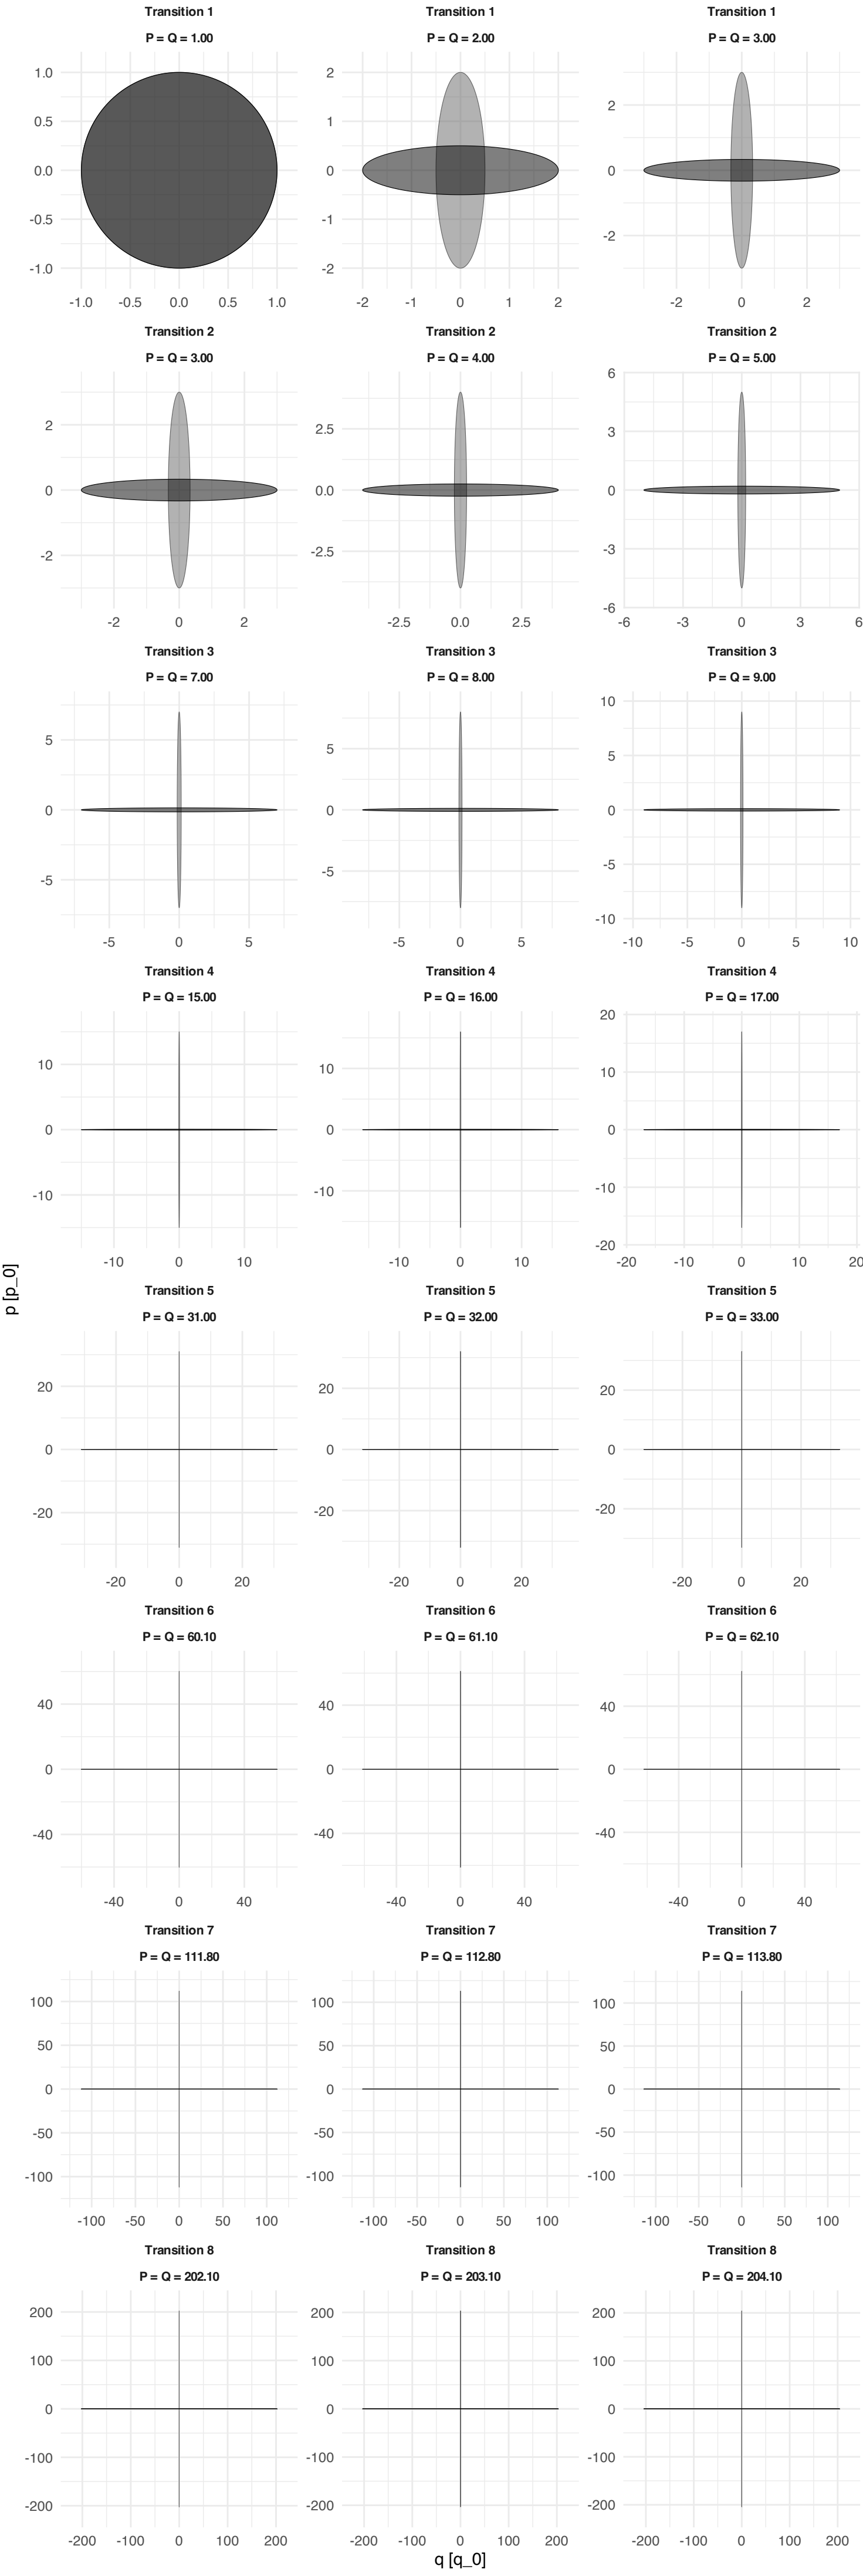 Transition 1 Transition 1 Transition 1
P = Q = 1.00 P = Q = 2.00 P = Q = 3.00
1.0 2
0.5 1 2
0.0 0 0
-0.5 -1 -2
-1.0 -2
-1.0 -0.5 0.0 0.5 1.0 -2 -1 0 1 2 -2 0 2
Transition 2 Transition 2 Transition 2
P = Q = 3.00 P = Q = 4.00 P = Q = 5.00
6
2 2.5 3
0 0.0 0
-2 -2.5 -3
-6
-2 0 2 -2.5 0.0 2.5 -6 -3 0 3 6
Transition 3 Transition 3 Transition 3
P = Q = 7.00 P = Q = 8.00 P = Q = 9.00
10
5 5 5
0 0 0
-5 -5 -5
-10
-5 0 5 -5 0 5 -10 -5 0 5 10
Transition 4 Transition 4 Transition 4
P = Q = 15.00 P = Q = 16.00 P = Q = 17.00
20
10 10 10
0 0 0
-10 -10 -10
-20
-10 0 10 -10 0 10 -20 -10 0 10 20
p [p_0]
Transition 5 Transition 5 Transition 5
P = Q = 31.00 P = Q = 32.00 P = Q = 33.00
20 20 20
0 0 0
-20 -20 -20
-20 0 20 -20 0 20 -20 0 20
Transition 6 Transition 6 Transition 6
P = Q = 60.10 P = Q = 61.10 P = Q = 62.10
40 40 40
0 0 0
-40 -40 -40
-40 0 40 -40 0 40 -40 0 40
Transition 7 Transition 7 Transition 7
P = Q = 111.80 P = Q = 112.80 P = Q = 113.80
100 100 100
50 50 50
0 0 0
-50 -50 -50
-100 -100 -100
-100 -50 0 50 100 -100 -50 0 50 100 -100 -50 0 50 100
Transition 8 Transition 8 Transition 8
P = Q = 202.10 P = Q = 203.10 P = Q = 204.10
200 200 200
100 100 100
0 0 0
-100 -100 -100
-200 -200 -200
-200 -100 0 100 200 -200 -100 0 100 200 -200 -100 0 100 200
q [q_0]